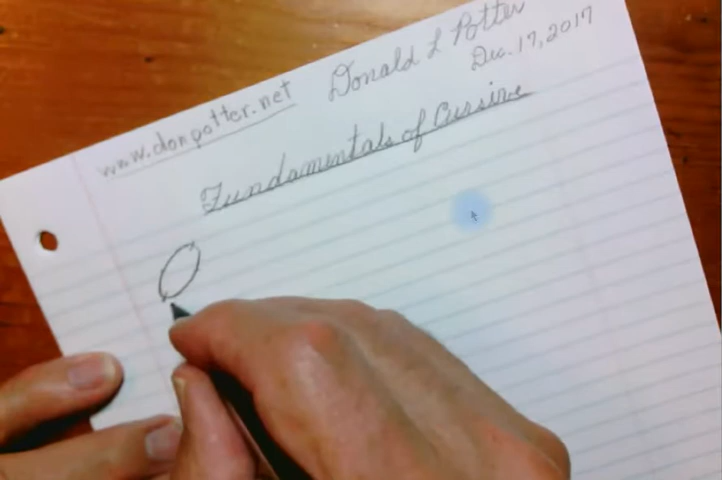 www.donpotter.net Donald L Potter
Dec. 17, 2017
Fundamentals of Cursive